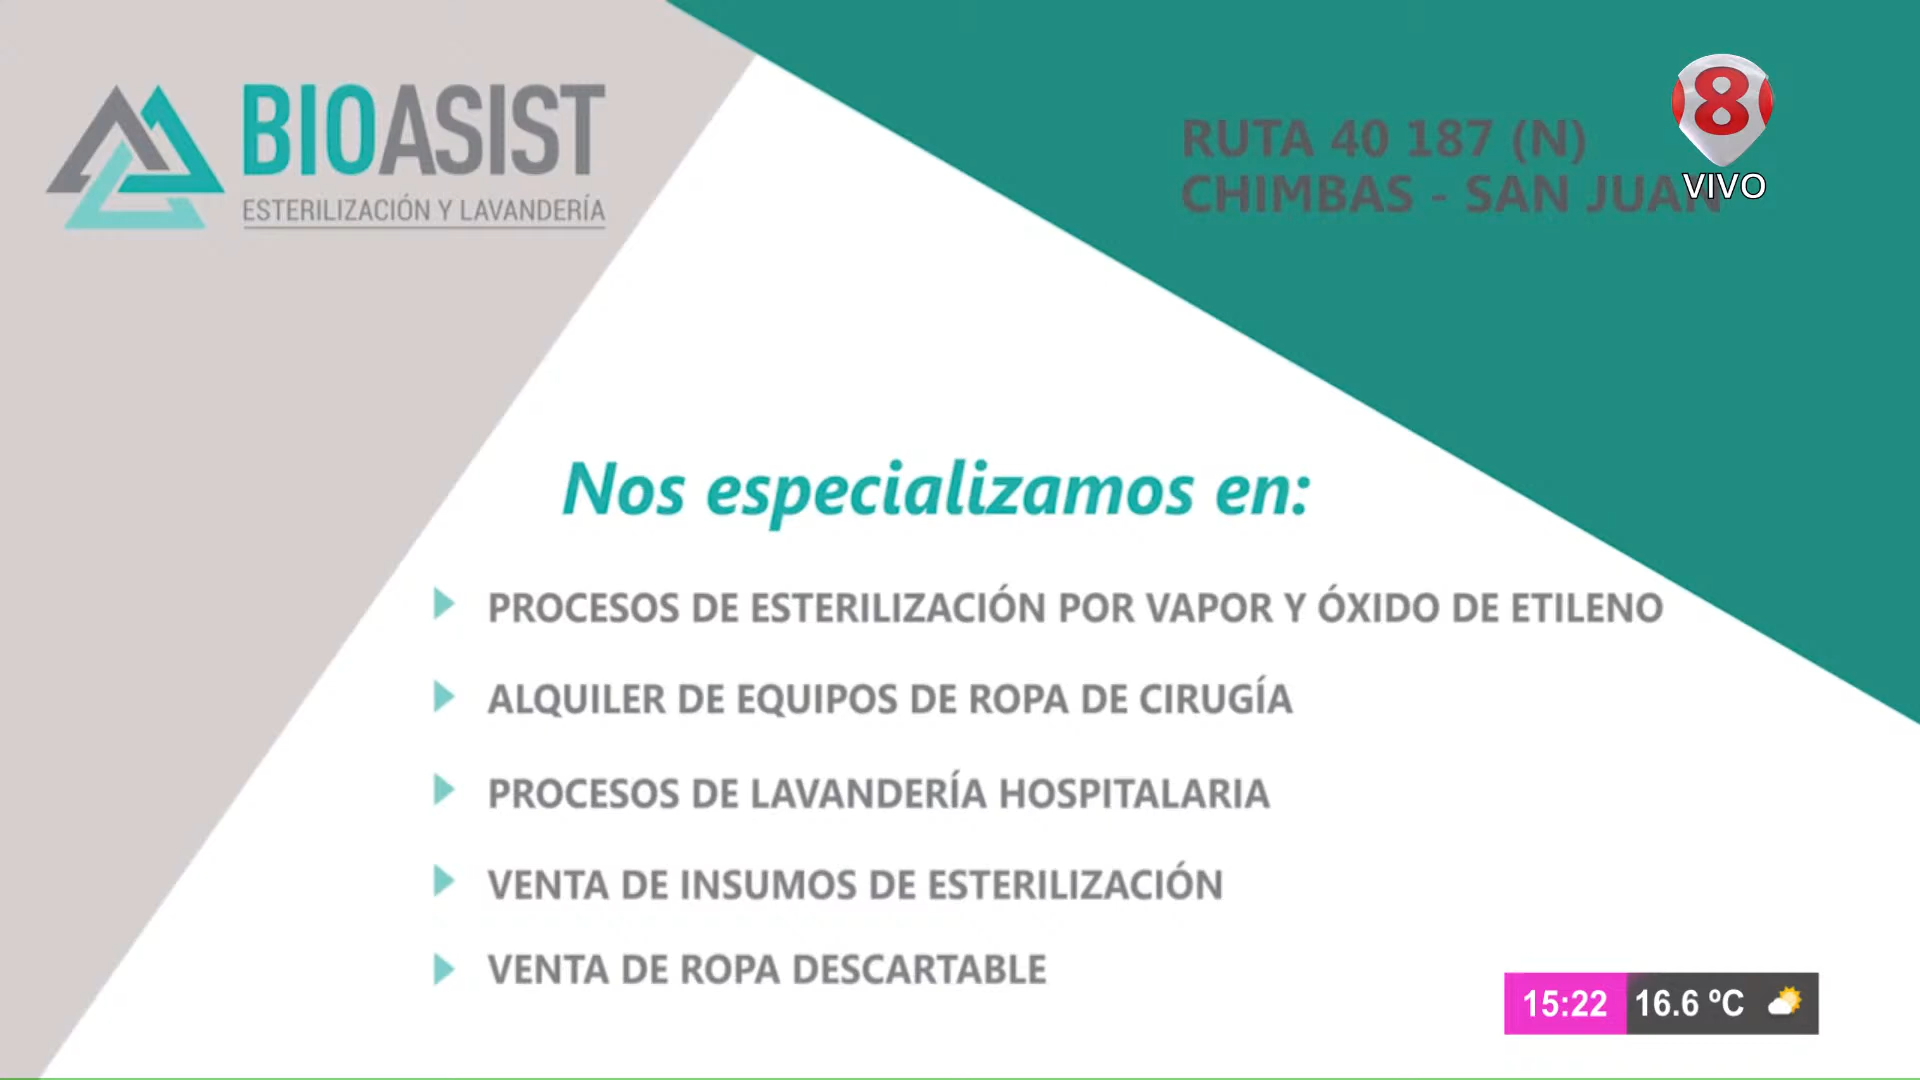 BIOASIST
ESTERILIZACIÓN Y LAVANDERÍA
RUTA 40 187 (N)
CHIMBAS - SAN JUAN
8
VIVO
Nos especializamos en:
PROCESOS DE ESTERILIZACIÓN POR VAPOR Y ÓXIDO DE ETILENO
ALQUILER DE EQUIPOS DE ROPA DE CIRUGÍA
PROCESOS DE LAVANDERÍA HOSPITALARIA
VENTA DE INSUMOS DE ESTERILIZACIÓN
VENTA DE ROPA DESCARTABLE
15:22 16.6 ºC